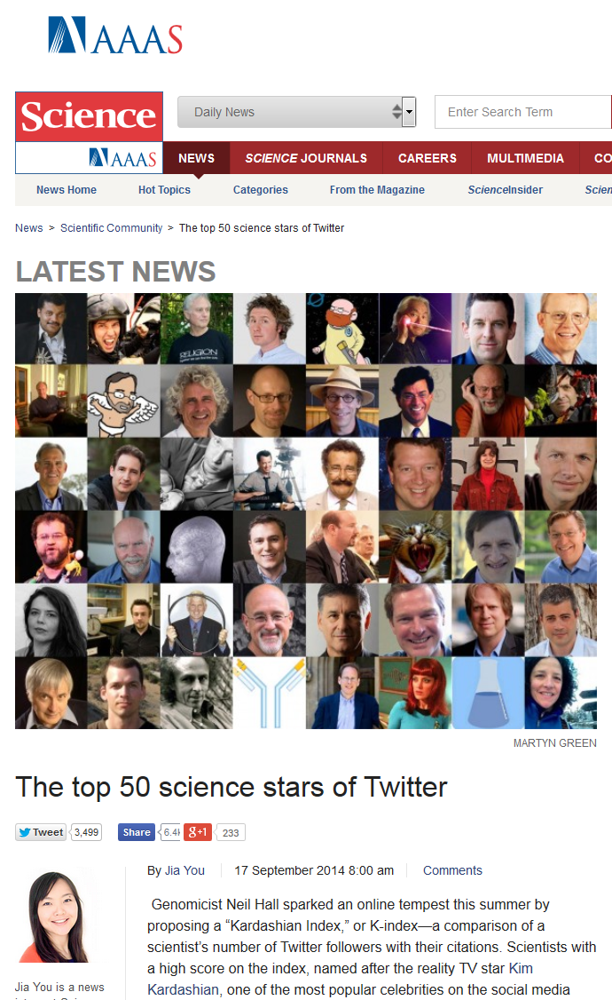 AAAS
Science
Daily News
Enter Search Term
AAAS
NEWS
SCIENCE JOURNALS
CAREERS
MULTIMEDIA
CO
News Home
Hot Topics
Categories
From the Magazine
ScienceInsider
Scien
News > Scientific Community > The top 50 science stars of Twitter
LATEST NEWS
RELIGION
MARTYN GREEN
The top 50 science stars of Twitter
Tweet 3,499 Share 6.4k g+1 233
By Jia You 17 September 2014 8:00 am Comments
Genomicist Neil Hall sparked an online tempest this summer by
proposing a “Kardashian Index,” or K-index—a comparison of a
scientist’s number of Twitter followers with their citations. Scientists with
a high score on the index, named after the reality TV star Kim
Kardashian, one of the most popular celebrities on the social media
Jia You is a news